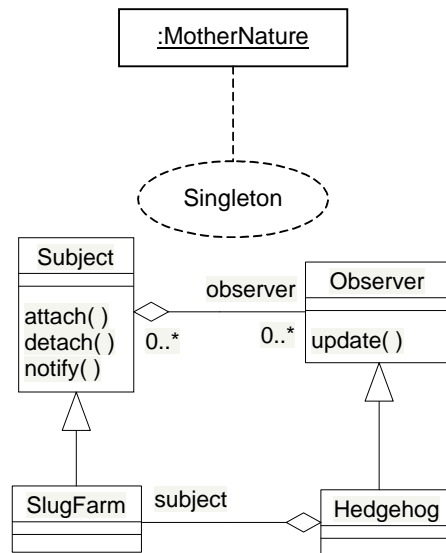 :MotherNature
Singleton
Subject
attach( )
detach( )
notify( )
observer
0..*
0..*
Observer
update( )
SlugFarm
subject
Hedgehog